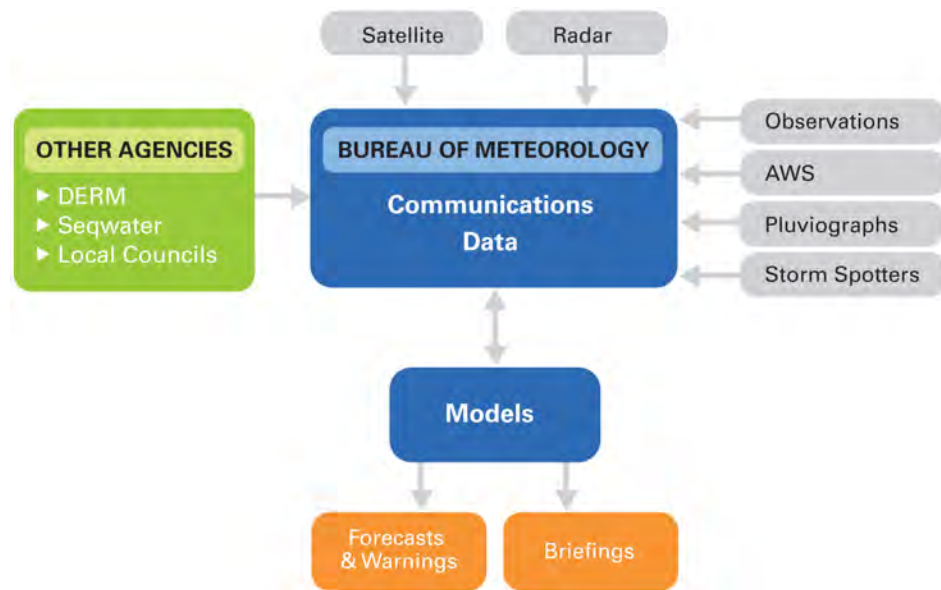 Satellite
Radar
OTHER AGENCIES
► DERM
► Seqwater
► Local Councils
BUREAU OF METEOROLOGY
Communications
Data
Observations
AWS
Pluviographs
Storm Spotters
Models
Forecasts
& Warnings
Briefings